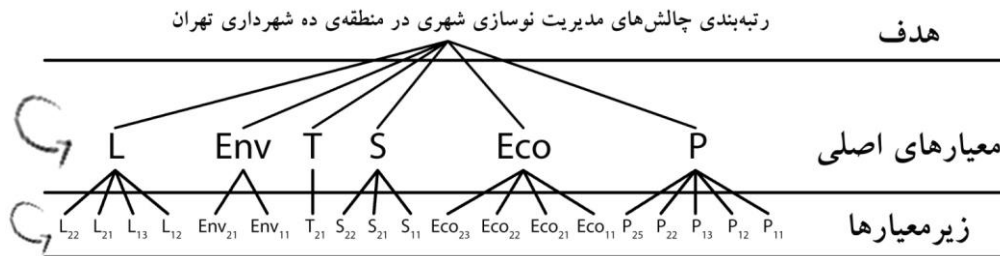 رتبه‌بندی چالش‌های مدیریت نوسازی شهری در منطقه‌ی ده شهرداری تهران
هدف
L Env T S Eco P
معیارهای اصلی
L22 L21 L13 L12 Env21 Env11 T21 S22 S21 S11 Eco23 Eco22 Eco21 Eco11 P25 P22 P13 P12 P11
زیرمعیارها